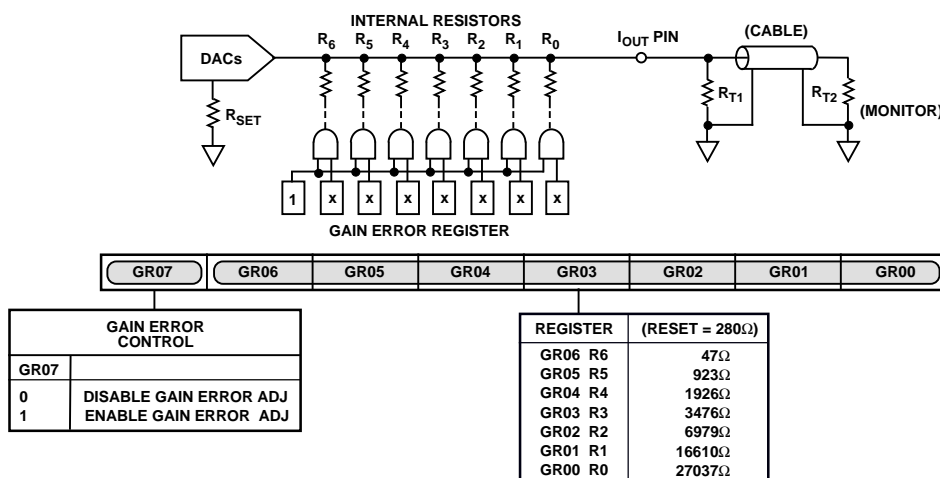 INTERNAL RESISTORS
R6 R5 R4 R3 R2 R1 R0
IOUT PIN
(CABLE)
DACs
RSET
RT1
RT2
(MONITOR)
1 x x x x x x x
GAIN ERROR REGISTER
GR07 GR06 GR05 GR04 GR03 GR02 GR01 GR00
GAIN ERROR
CONTROL
GR07
0 DISABLE GAIN ERROR ADJ
1 ENABLE GAIN ERROR ADJ
REGISTER (RESET = 280Ω)
GR06 R6 47Ω
GR05 R5 923Ω
GR04 R4 1926Ω
GR03 R3 3476Ω
GR02 R2 6979Ω
GR01 R1 16610Ω
GR00 R0 27037Ω